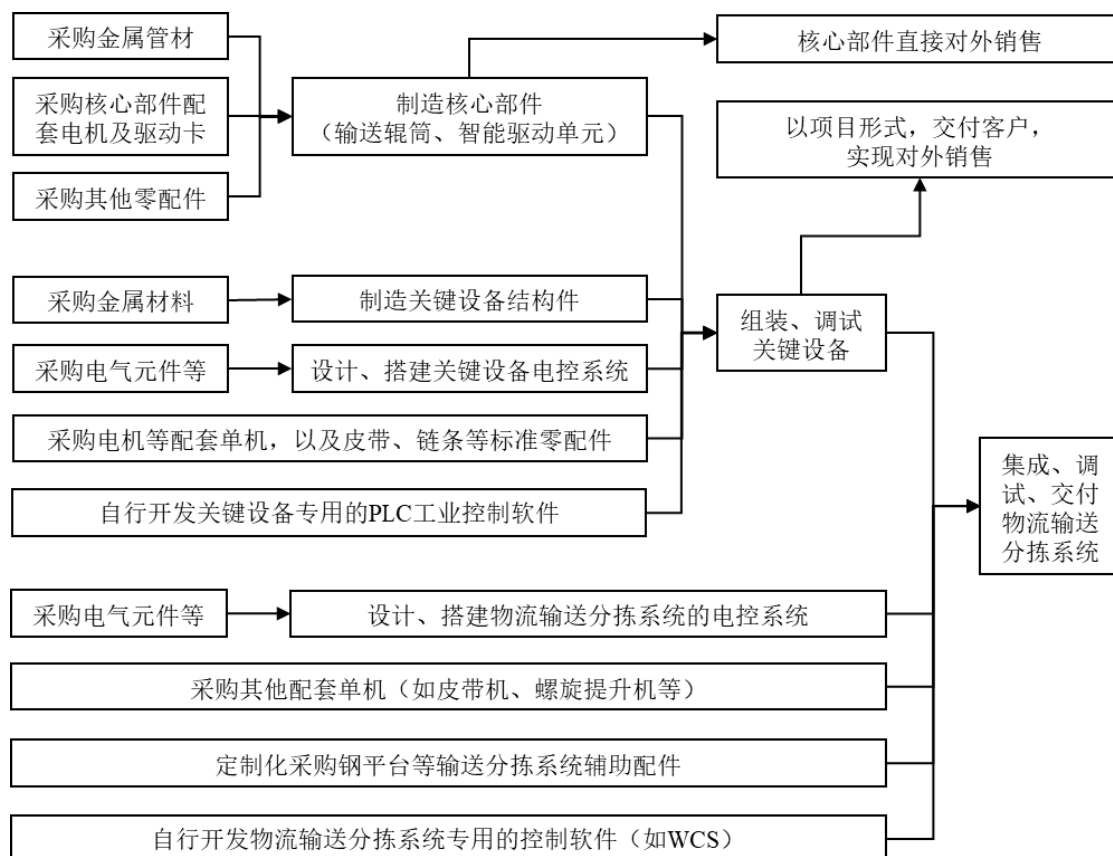 采购金属管材
采购核心部件配
套电机及驱动卡
采购其他零配件
制造核心部件
（输送辊筒、智能驱动单元）
核心部件直接对外销售
以项目形式，交付客户，
实现对外销售
采购金属材料
制造关键设备结构件
采购电气元件等
设计、搭建关键设备电控系统
采购电机等配套单机，以及皮带、链条等标准零配件
自行开发关键设备专用的PLC工业控制软件
组装、调试
关键设备
采购电气元件等
设计、搭建物流输送分拣系统的电控系统
采购其他配套单机（如皮带机、螺旋提升机等）
定制化采购钢平台等输送分拣系统辅助配件
自行开发物流输送分拣系统专用的控制软件（如WCS）
集成、调
试、交付
物流输送
分拣系统